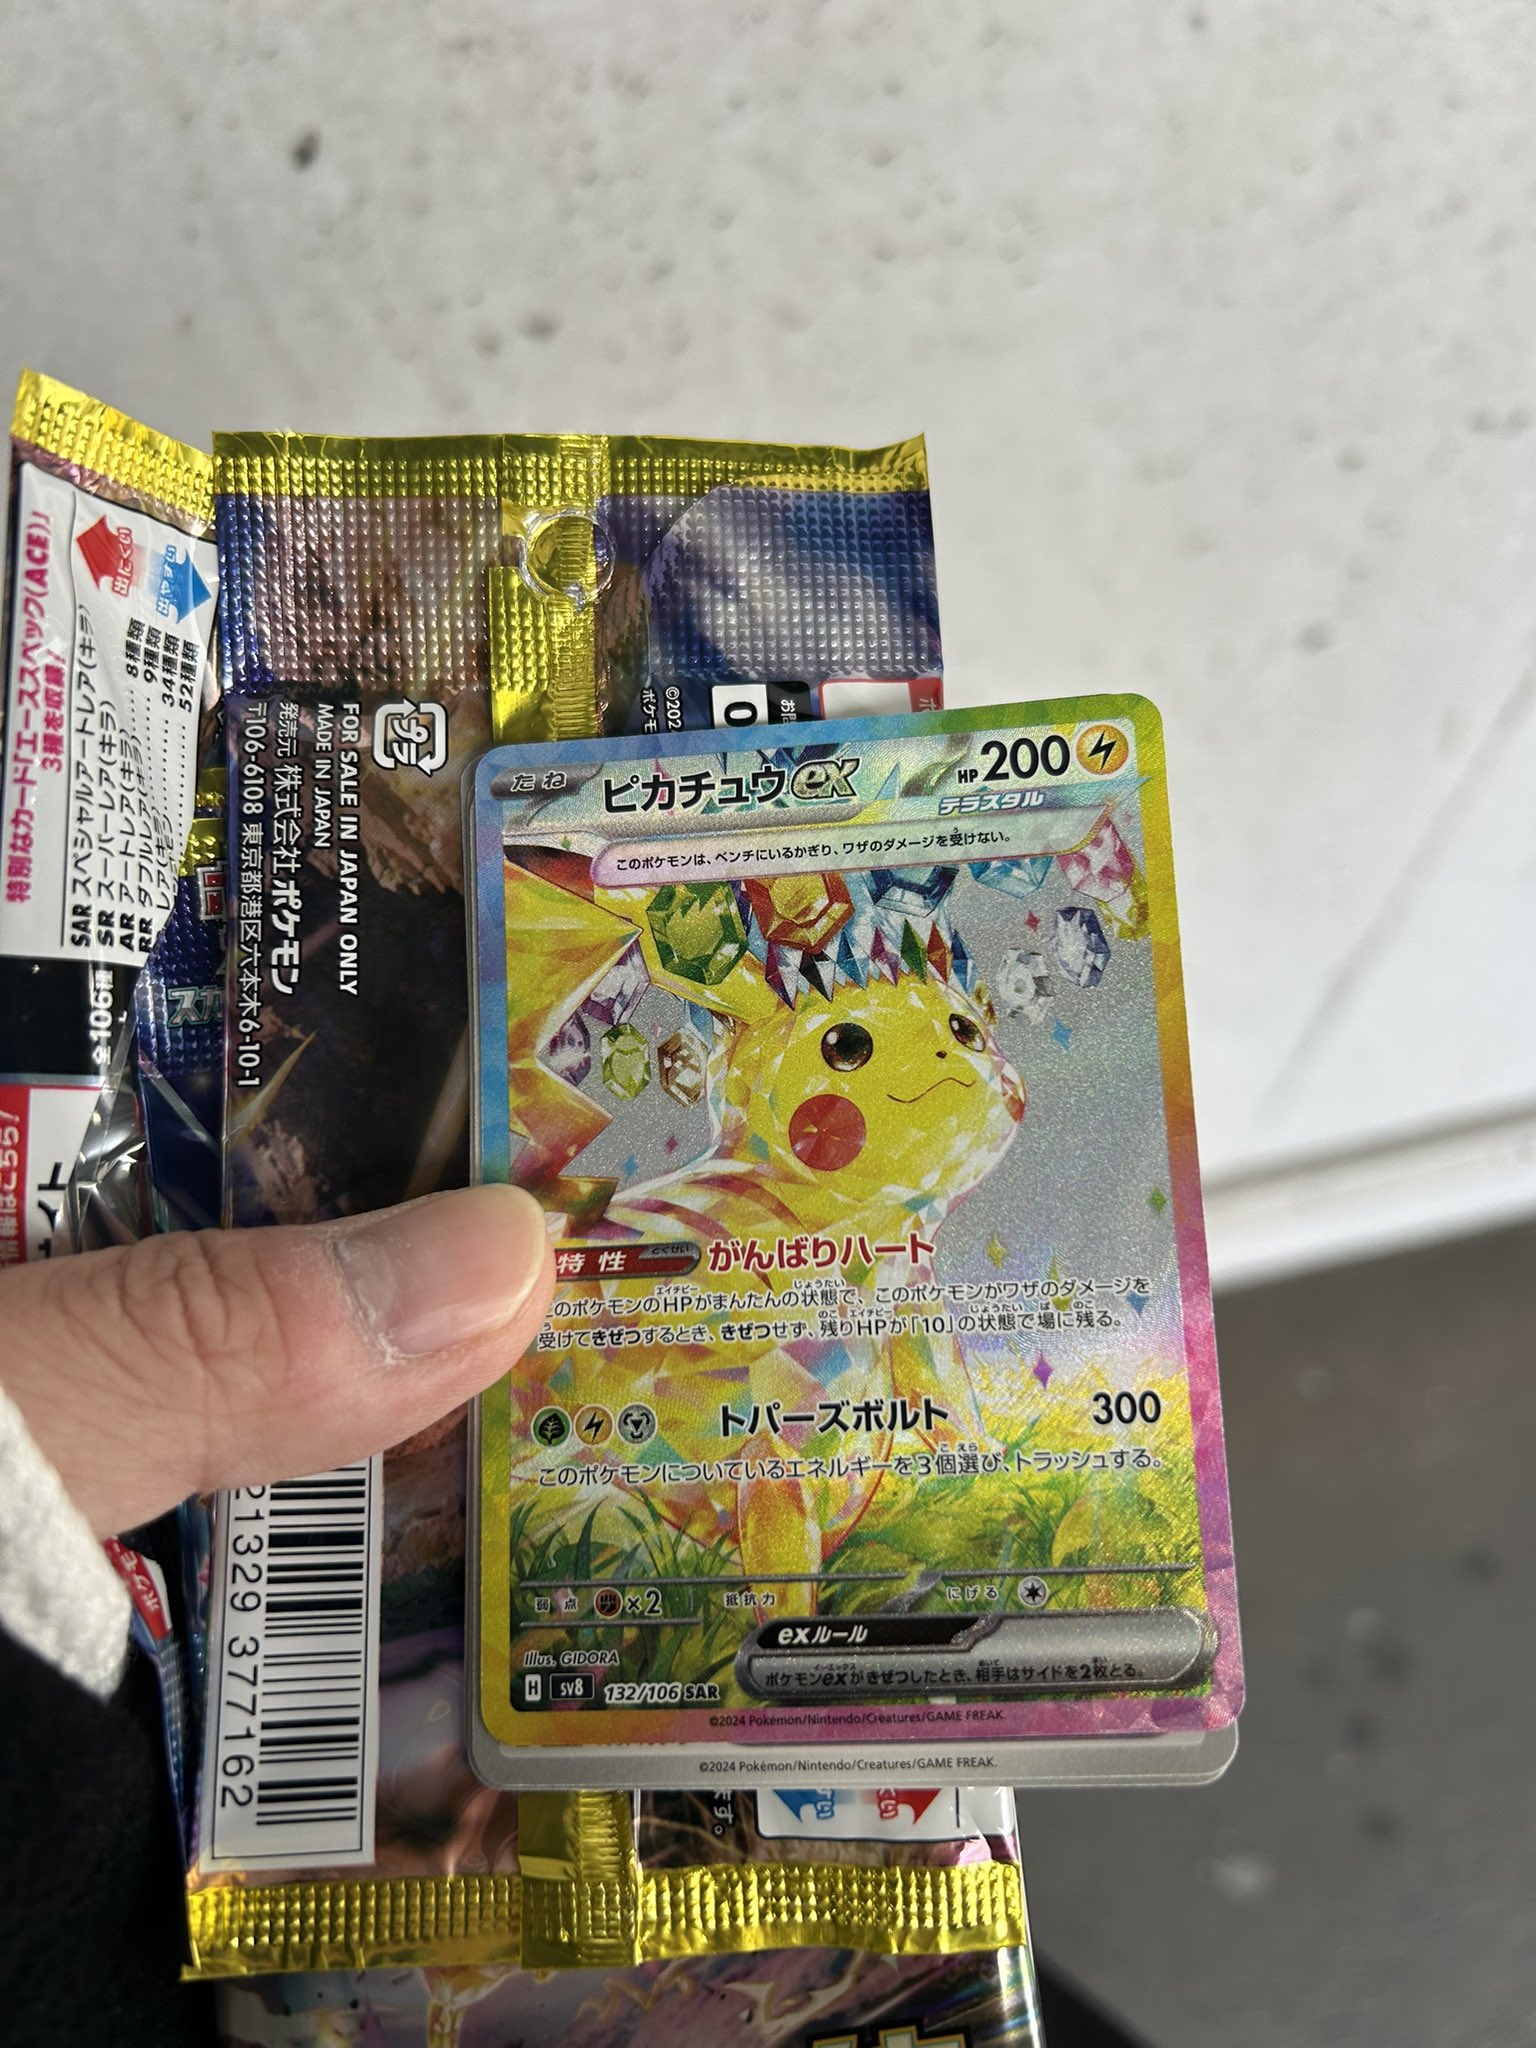 特別なカード「エーススペック(ACE)」
3種を収録!
SAR スペシャルアートレア(キラ)
SR スーパーレア(キラ) 8種類
AR アートレア(キラ) 9種類
RR ダブルレア(キラ) 34種類
52種類
全106種
情報はこちら!
プラ
FOR SALE IN JAPAN ONLY
MADE IN JAPAN
発売元 株式会社ポケモン
〒106-6108 東京都港区六本木6-10-1
21329 377162
たね
ピカチュウex
HP 200
テラスタル
このポケモンは、ベンチにいるかぎり、ワザのダメージを受けない。
特性
とくせい
がんばりハート
このポケモンのHPがまんたんの状態で、このポケモンがワザのダメージを
受けてきぜつするとき、きぜつせず、残りHPが「10」の状態で場に残る。
トパーズボルト 300
このポケモンについているエネルギーを3個選び、トラッシュする。
弱点 ×2 抵抗力 にげる
exルール
ポケモンexがきぜつしたとき、相手はサイドを2枚とる。
Illus. GIDORA
H sv8 132/106 SAR
©2024 Pokémon/Nintendo/Creatures/GAME FREAK.
©2024 Pokémon/Nintendo/Creatures/GAME FREAK.